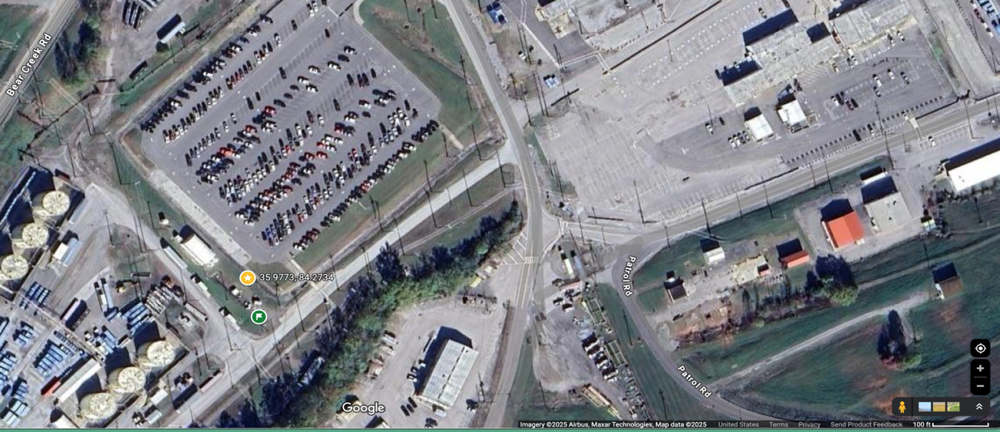 Bear Creek Rd
35.9773,-84.2734
Patrol Rd
Patrol Rd
Google
Imagery ©2025 Airbus, Maxar Technologies, Map data ©2025 United States Terms Privacy Send Product Feedback 100 ft